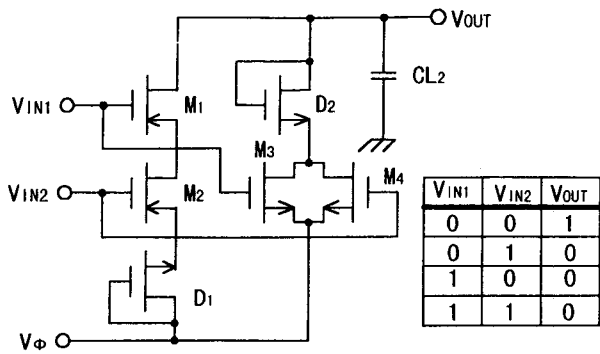 VOUT
VIN1
M1
D2
CL2
M3
VIN2
M2
M4
D1
VΦ
VIN1 VIN2 VOUT
0 0 1
0 1 0
1 0 0
1 1 0